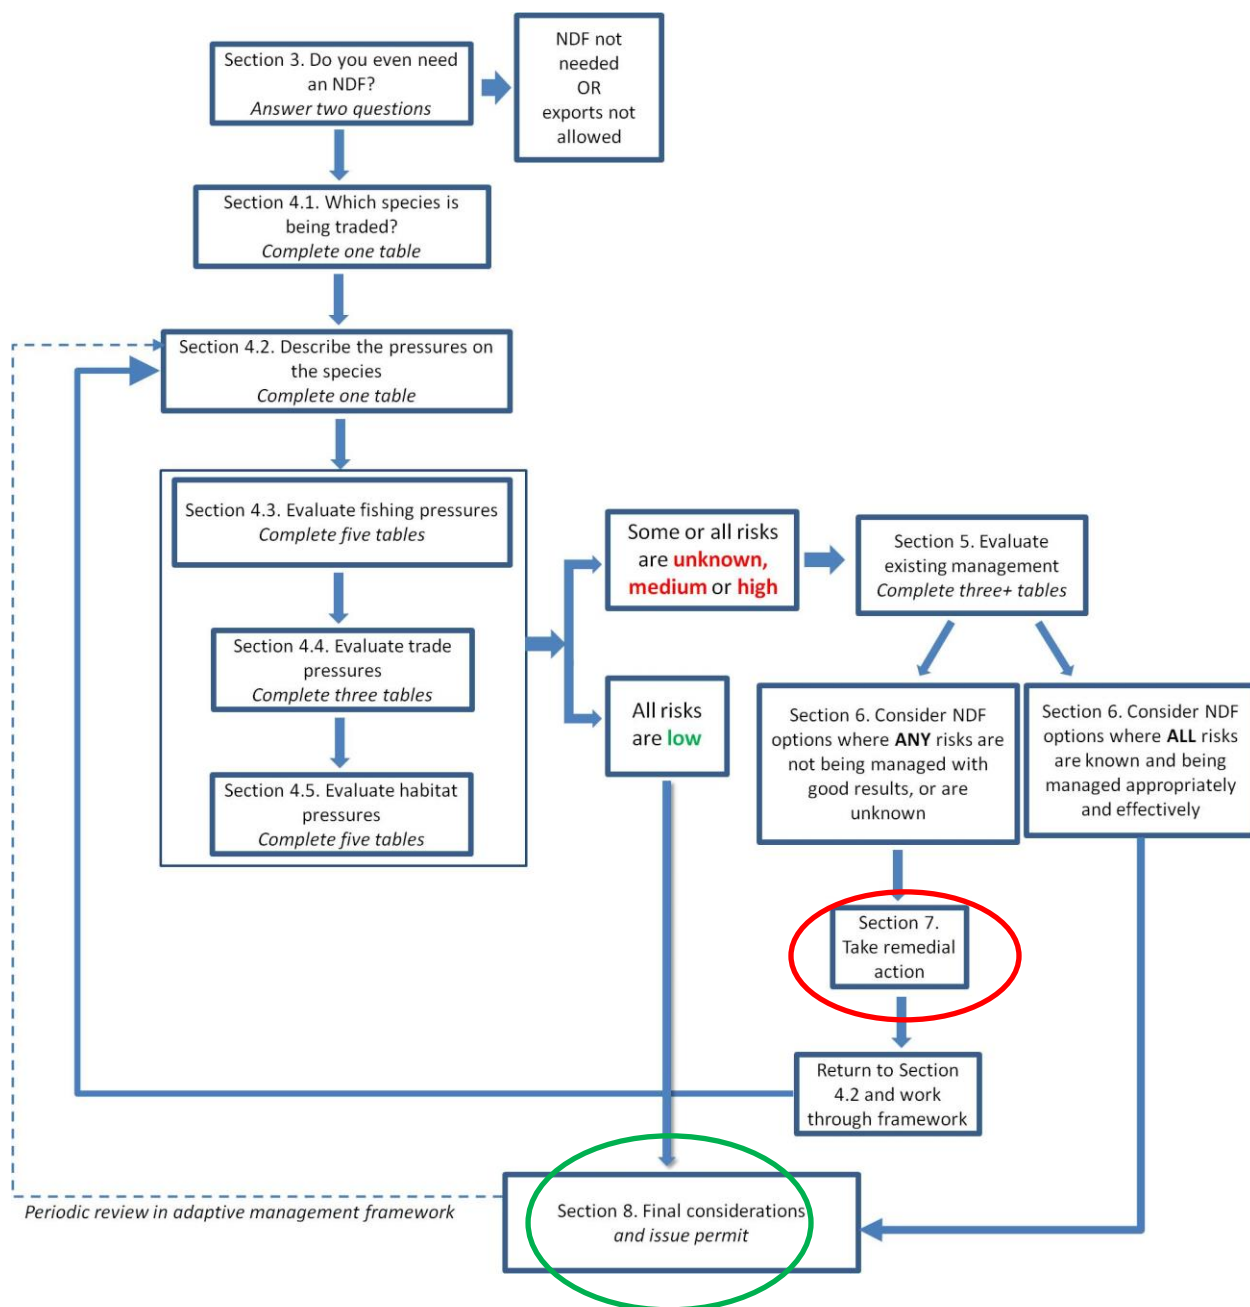 Section 3. Do you even need
an NDF?
Answer two questions
NDF not
needed
OR
exports not
allowed
Section 4.1. Which species is
being traded?
Complete one table
Section 4.2. Describe the pressures on
the species
Complete one table
Section 4.3. Evaluate fishing pressures
Complete five tables
Section 4.4. Evaluate trade
pressures
Complete three tables
Section 4.5. Evaluate habitat
pressures
Complete five tables
Some or all risks
are unknown,
medium or high
All risks
are low
Section 5. Evaluate
existing management
Complete three+ tables
Section 6. Consider NDF
options where ANY risks are
not being managed with
good results, or are
unknown
Section 6. Consider NDF
options where ALL risks
are known and being
managed appropriately
and effectively
Section 7.
Take remedial
action
Return to Section
4.2 and work
through framework
Section 8. Final considerations
and issue permit
Periodic review in adaptive management framework